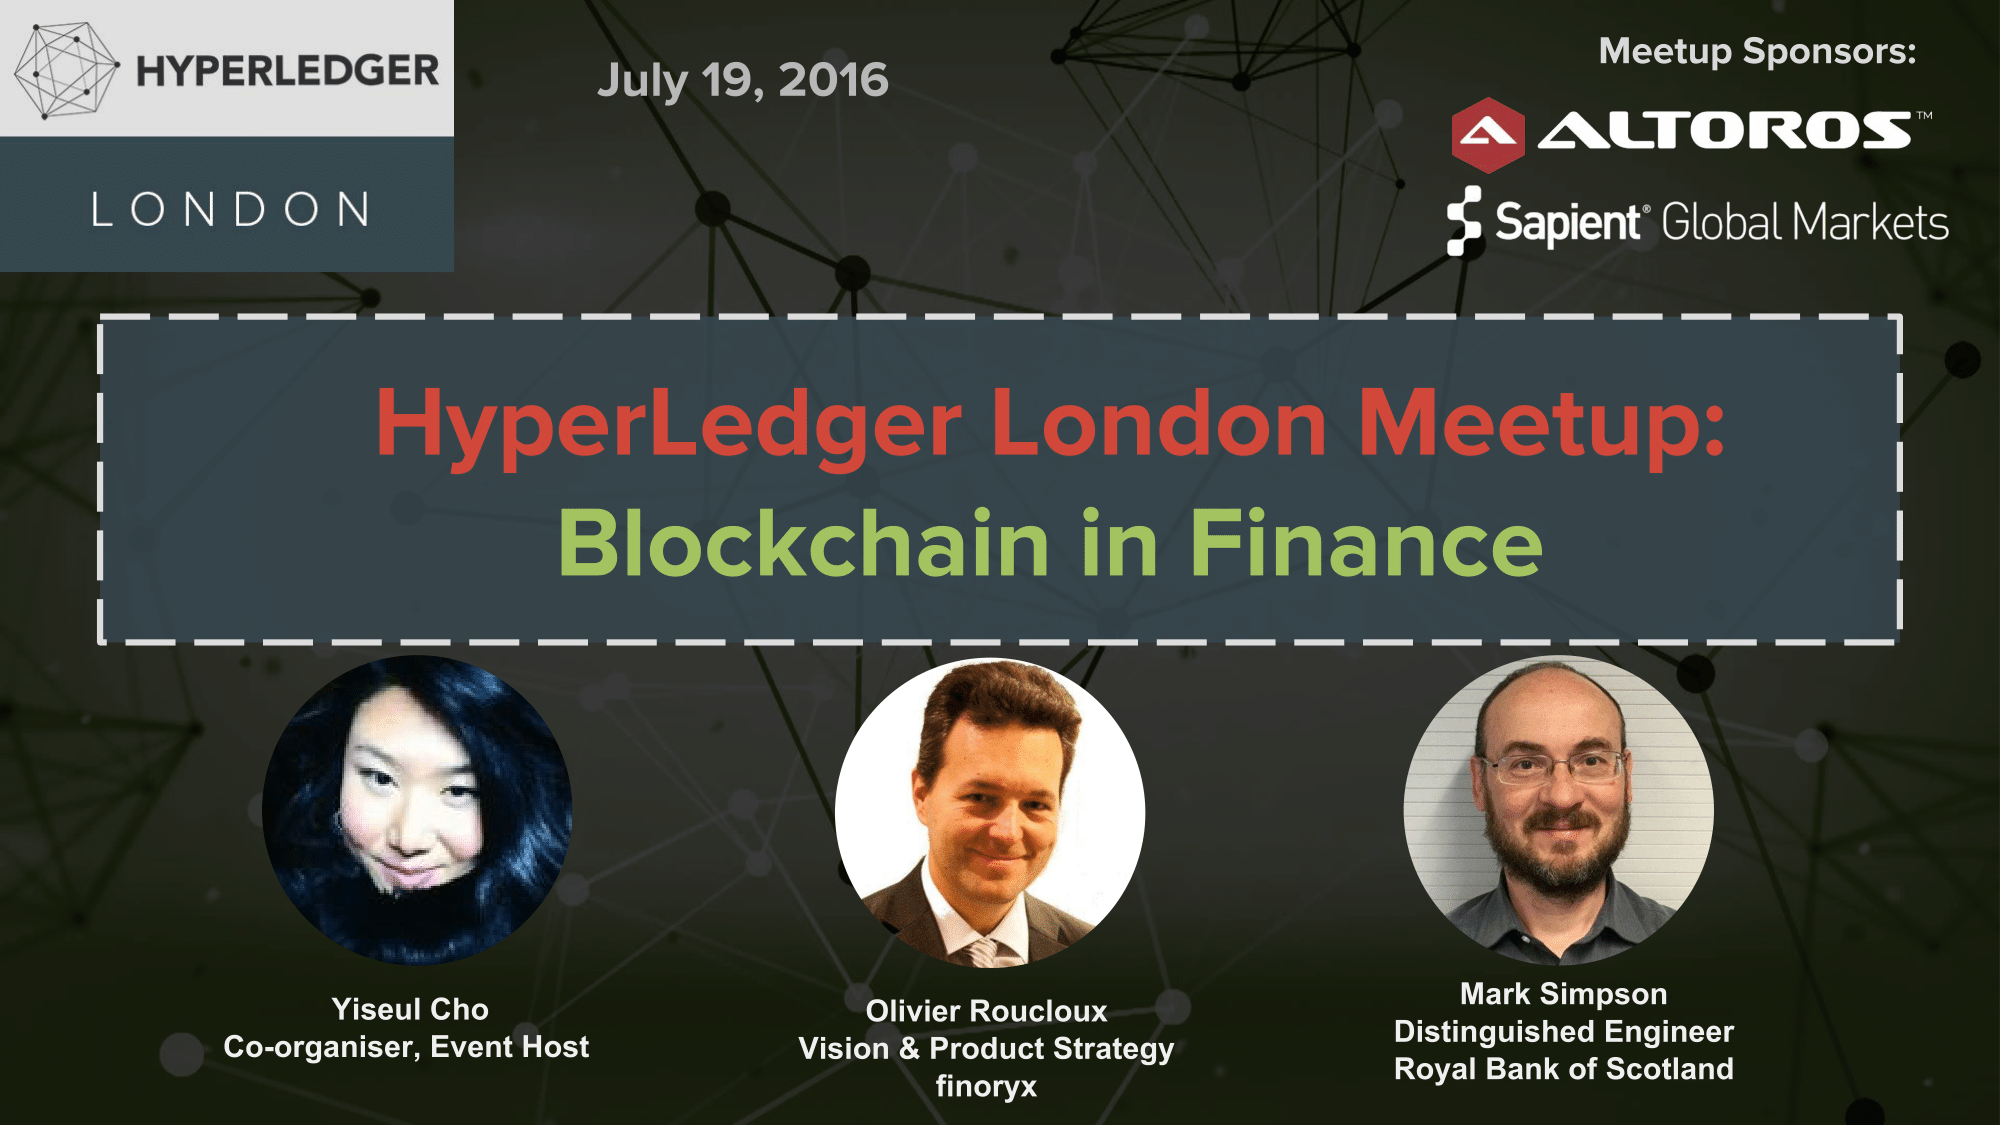 HYPERLEDGER
LONDON
July 19, 2016
Meetup Sponsors:
ALTOROS™
Sapient® Global Markets
HyperLedger London Meetup:
Blockchain in Finance
Yiseul Cho
Co-organiser, Event Host
Olivier Roucloux
Vision & Product Strategy
finoryx
Mark Simpson
Distinguished Engineer
Royal Bank of Scotland